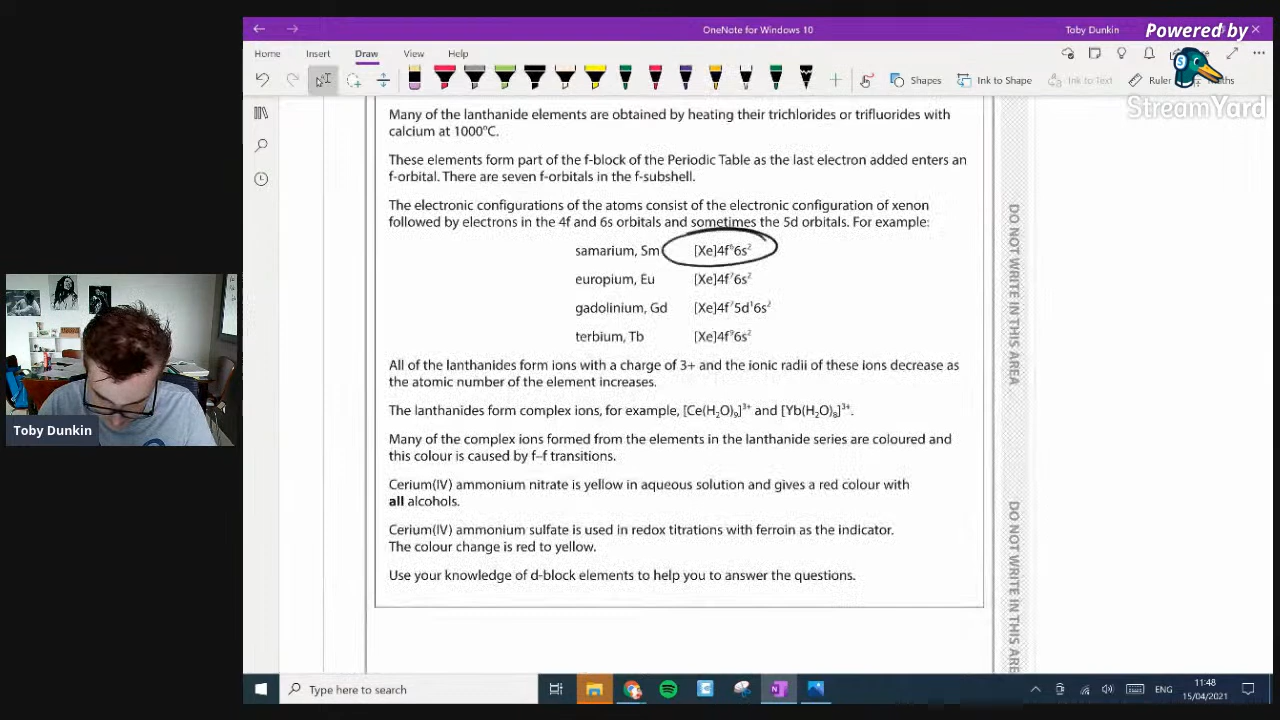 OneNote for Windows 10
Toby Dunkin
Powered by
StreamYard
Home
Insert
Draw
View
Help
Shapes
Ink to Shape
Ink to Text
Ruler
Many of the lanthanide elements are obtained by heating their trichlorides or trifluorides with
calcium at 1000°C.
These elements form part of the f-block of the Periodic Table as the last electron added enters an
f-orbital. There are seven f-orbitals in the f-subshell.
The electronic configurations of the atoms consist of the electronic configuration of xenon
followed by electrons in the 4f and 6s orbitals and sometimes the 5d orbitals. For example:
samarium, Sm [Xe]4f⁶6s²
europium, Eu [Xe]4f⁷6s²
gadolinium, Gd [Xe]4f⁷5d¹6s²
terbium, Tb [Xe]4f⁹6s²
All of the lanthanides form ions with a charge of 3+ and the ionic radii of these ions decrease as
the atomic number of the element increases.
The lanthanides form complex ions, for example, [Ce(H₂O)₉]³⁺ and [Yb(H₂O)₈]³⁺.
Many of the complex ions formed from the elements in the lanthanide series are coloured and
this colour is caused by f–f transitions.
Cerium(IV) ammonium nitrate is yellow in aqueous solution and gives a red colour with
all alcohols.
Cerium(IV) ammonium sulfate is used in redox titrations with ferroin as the indicator.
The colour change is red to yellow.
Use your knowledge of d-block elements to help you to answer the questions.
DO NOT WRITE IN THIS AREA
DO NOT WRITE IN THIS ARE
Toby Dunkin
Type here to search
ENG
11:48
15/04/2021